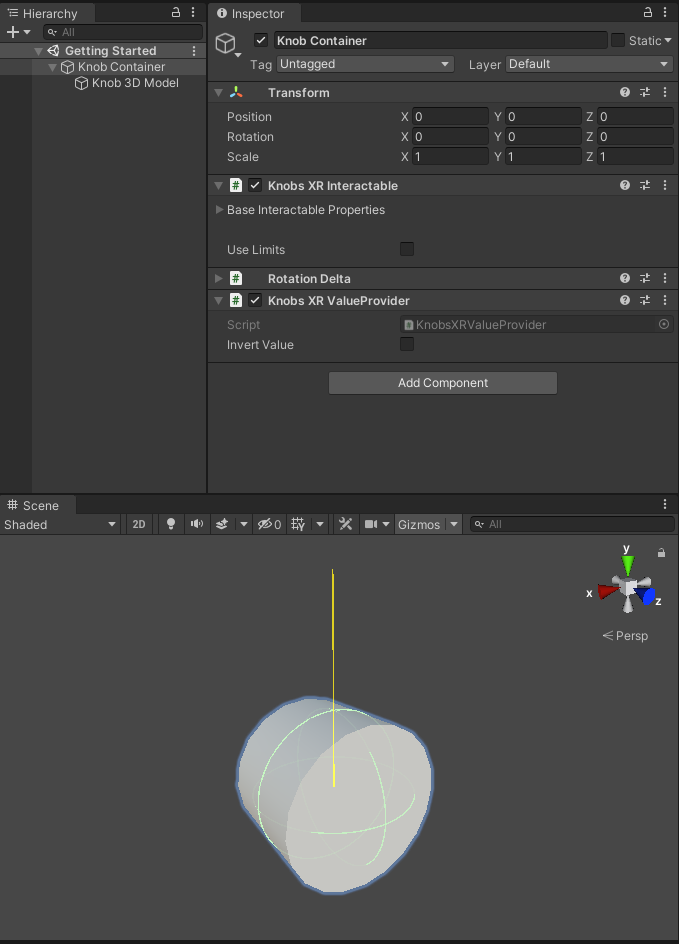 Hierarchy
All
Getting Started
Knob Container
Knob 3D Model
Inspector
Knob Container
Static
Tag Untagged Layer Default
Transform
Position X 0 Y 0 Z 0
Rotation X 0 Y 0 Z 0
Scale X 1 Y 1 Z 1
# Knobs XR Interactable
Base Interactable Properties
Use Limits
# Rotation Delta
# Knobs XR ValueProvider
Script KnobsXRValueProvider
Invert Value
Add Component
Scene
Shaded 2D 0 Gizmos All
y
x
z
Persp